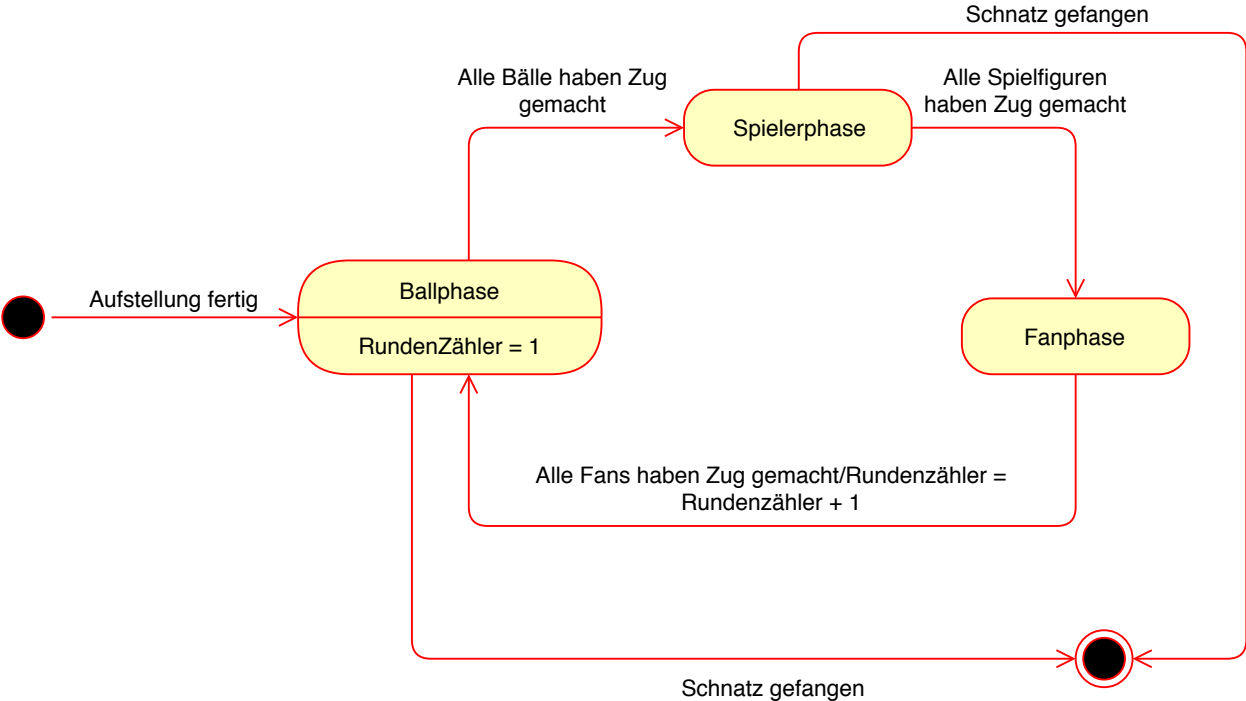 Schnatz gefangen
Alle Bälle haben Zug
gemacht
Alle Spielfiguren
haben Zug gemacht
Spielerphase
Aufstellung fertig
Ballphase
RundenZähler = 1
Fanphase
Alle Fans haben Zug gemacht/Rundenzähler =
Rundenzähler + 1
Schnatz gefangen